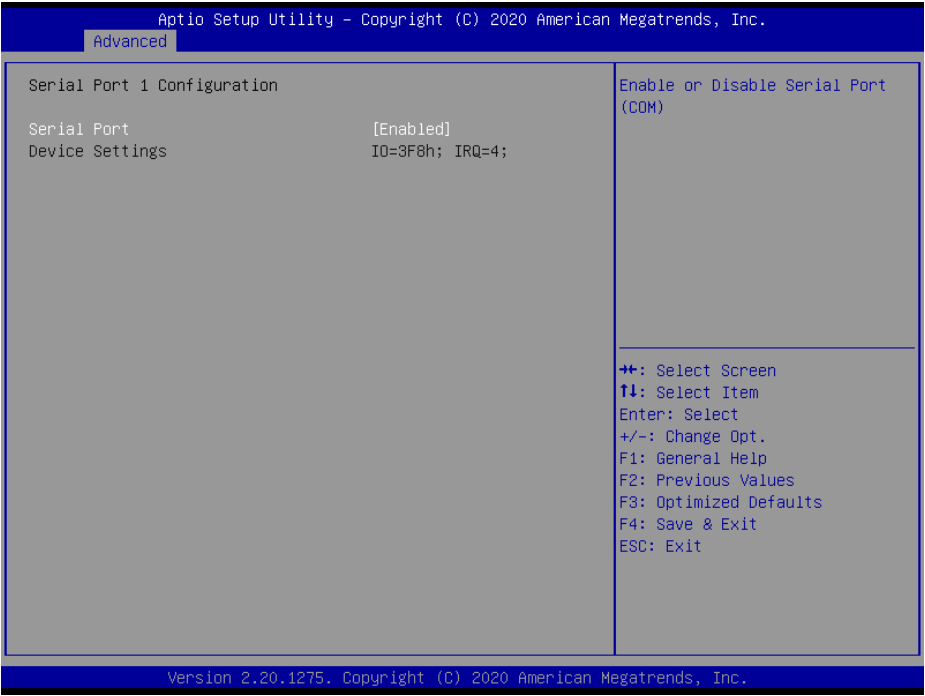 Aptio Setup Utility – Copyright (C) 2020 American Megatrends, Inc.
Advanced
Serial Port 1 Configuration
Serial Port [Enabled]
Device Settings IO=3F8h; IRQ=4;
Enable or Disable Serial Port
(COM)
→←: Select Screen
↑↓: Select Item
Enter: Select
+/-: Change Opt.
F1: General Help
F2: Previous Values
F3: Optimized Defaults
F4: Save & Exit
ESC: Exit
Version 2.20.1275. Copyright (C) 2020 American Megatrends, Inc.